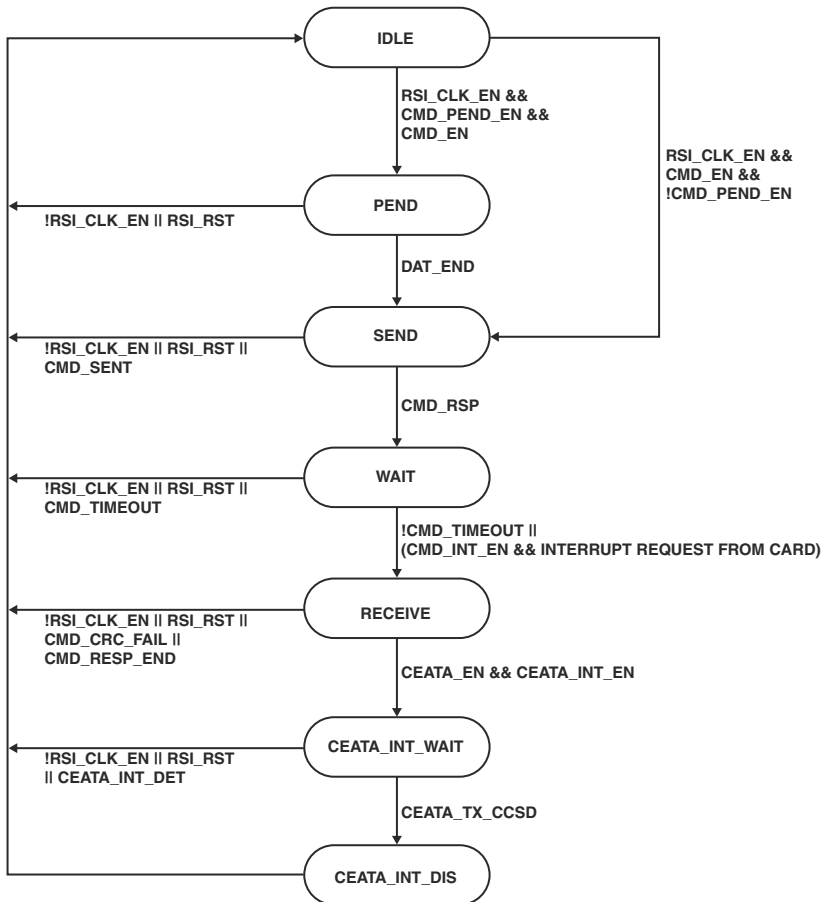 IDLE
RSI_CLK_EN &&
CMD_PEND_EN &&
CMD_EN
RSI_CLK_EN &&
CMD_EN &&
!CMD_PEND_EN
PEND
!RSI_CLK_EN || RSI_RST
DAT_END
SEND
!RSI_CLK_EN || RSI_RST ||
CMD_SENT
CMD_RSP
WAIT
!RSI_CLK_EN || RSI_RST ||
CMD_TIMEOUT
!CMD_TIMEOUT ||
(CMD_INT_EN && INTERRUPT REQUEST FROM CARD)
RECEIVE
!RSI_CLK_EN || RSI_RST ||
CMD_CRC_FAIL ||
CMD_RESP_END
CEATA_EN && CEATA_INT_EN
CEATA_INT_WAIT
!RSI_CLK_EN || RSI_RST
|| CEATA_INT_DET
CEATA_TX_CCSD
CEATA_INT_DIS